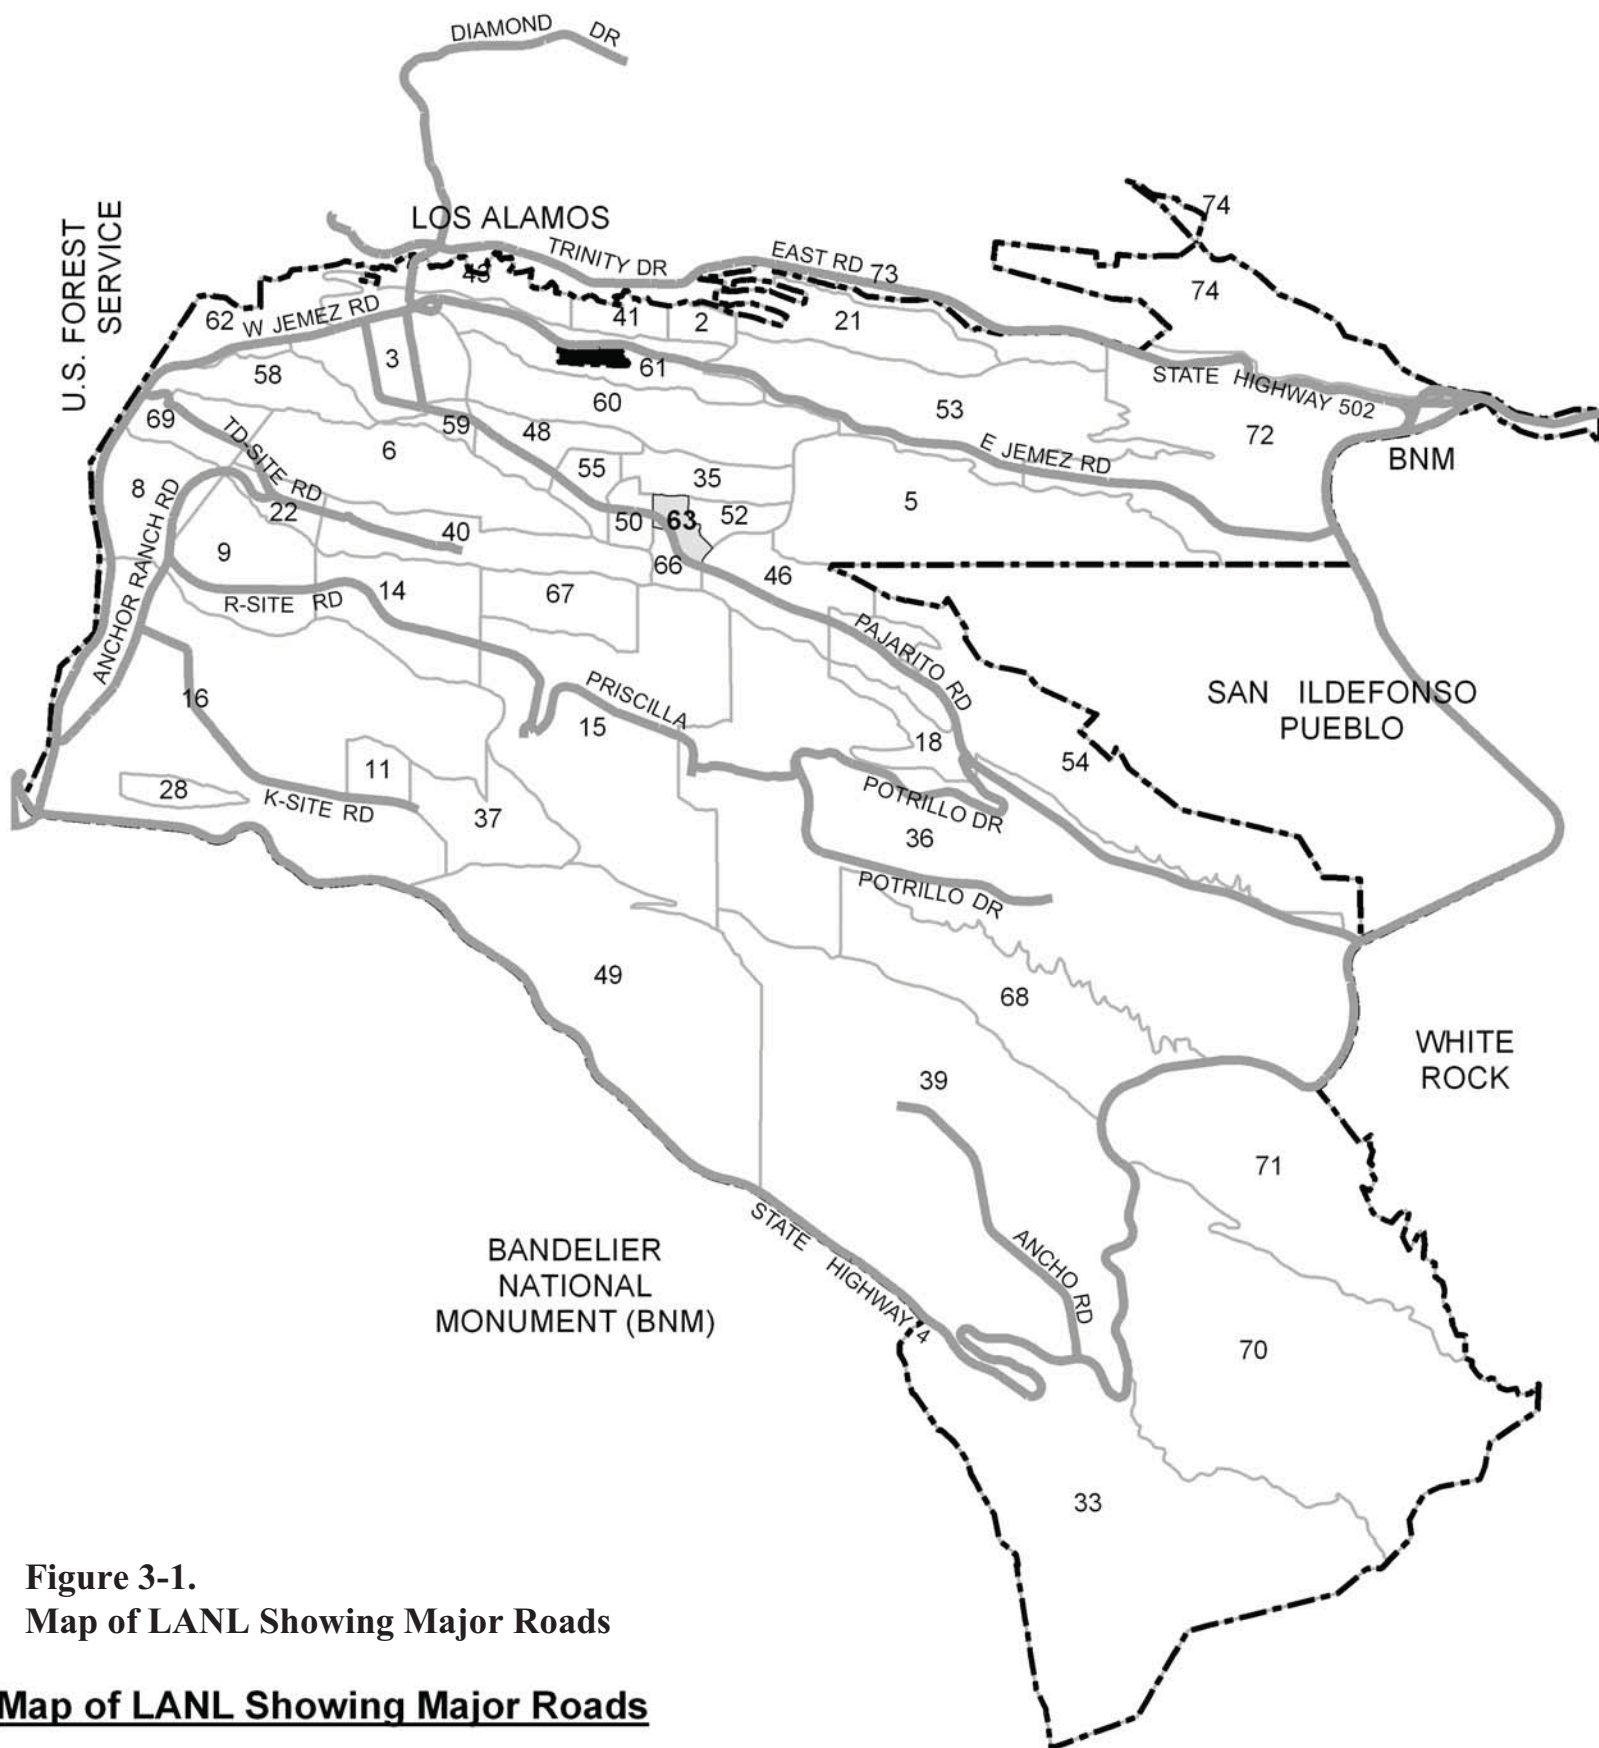 DIAMOND DR
LOS ALAMOS
U.S. FOREST
SERVICE
TRINITY DR
EAST RD
73
74
74
43
62
W JEMEZ RD
41
2
21
3
58
61
60
53
STATE HIGHWAY 502
72
BNM
69
59
48
6
TD-SITE RD
55
35
E JEMEZ RD
5
8
22
50
63
52
40
9
66
46
ANCHOR RANCH RD
R-SITE RD
14
67
PAJARITO RD
16
PRISCILLA
15
18
54
SAN ILDEFONSO
PUEBLO
11
28
K-SITE RD
37
POTRILLO DR
36
POTRILLO DR
49
68
WHITE
ROCK
39
71
STATE HIGHWAY 4
ANCHO RD
BANDELIER
NATIONAL
MONUMENT (BNM)
70
33
Figure 3-1.
Map of LANL Showing Major Roads
Map of LANL Showing Major Roads